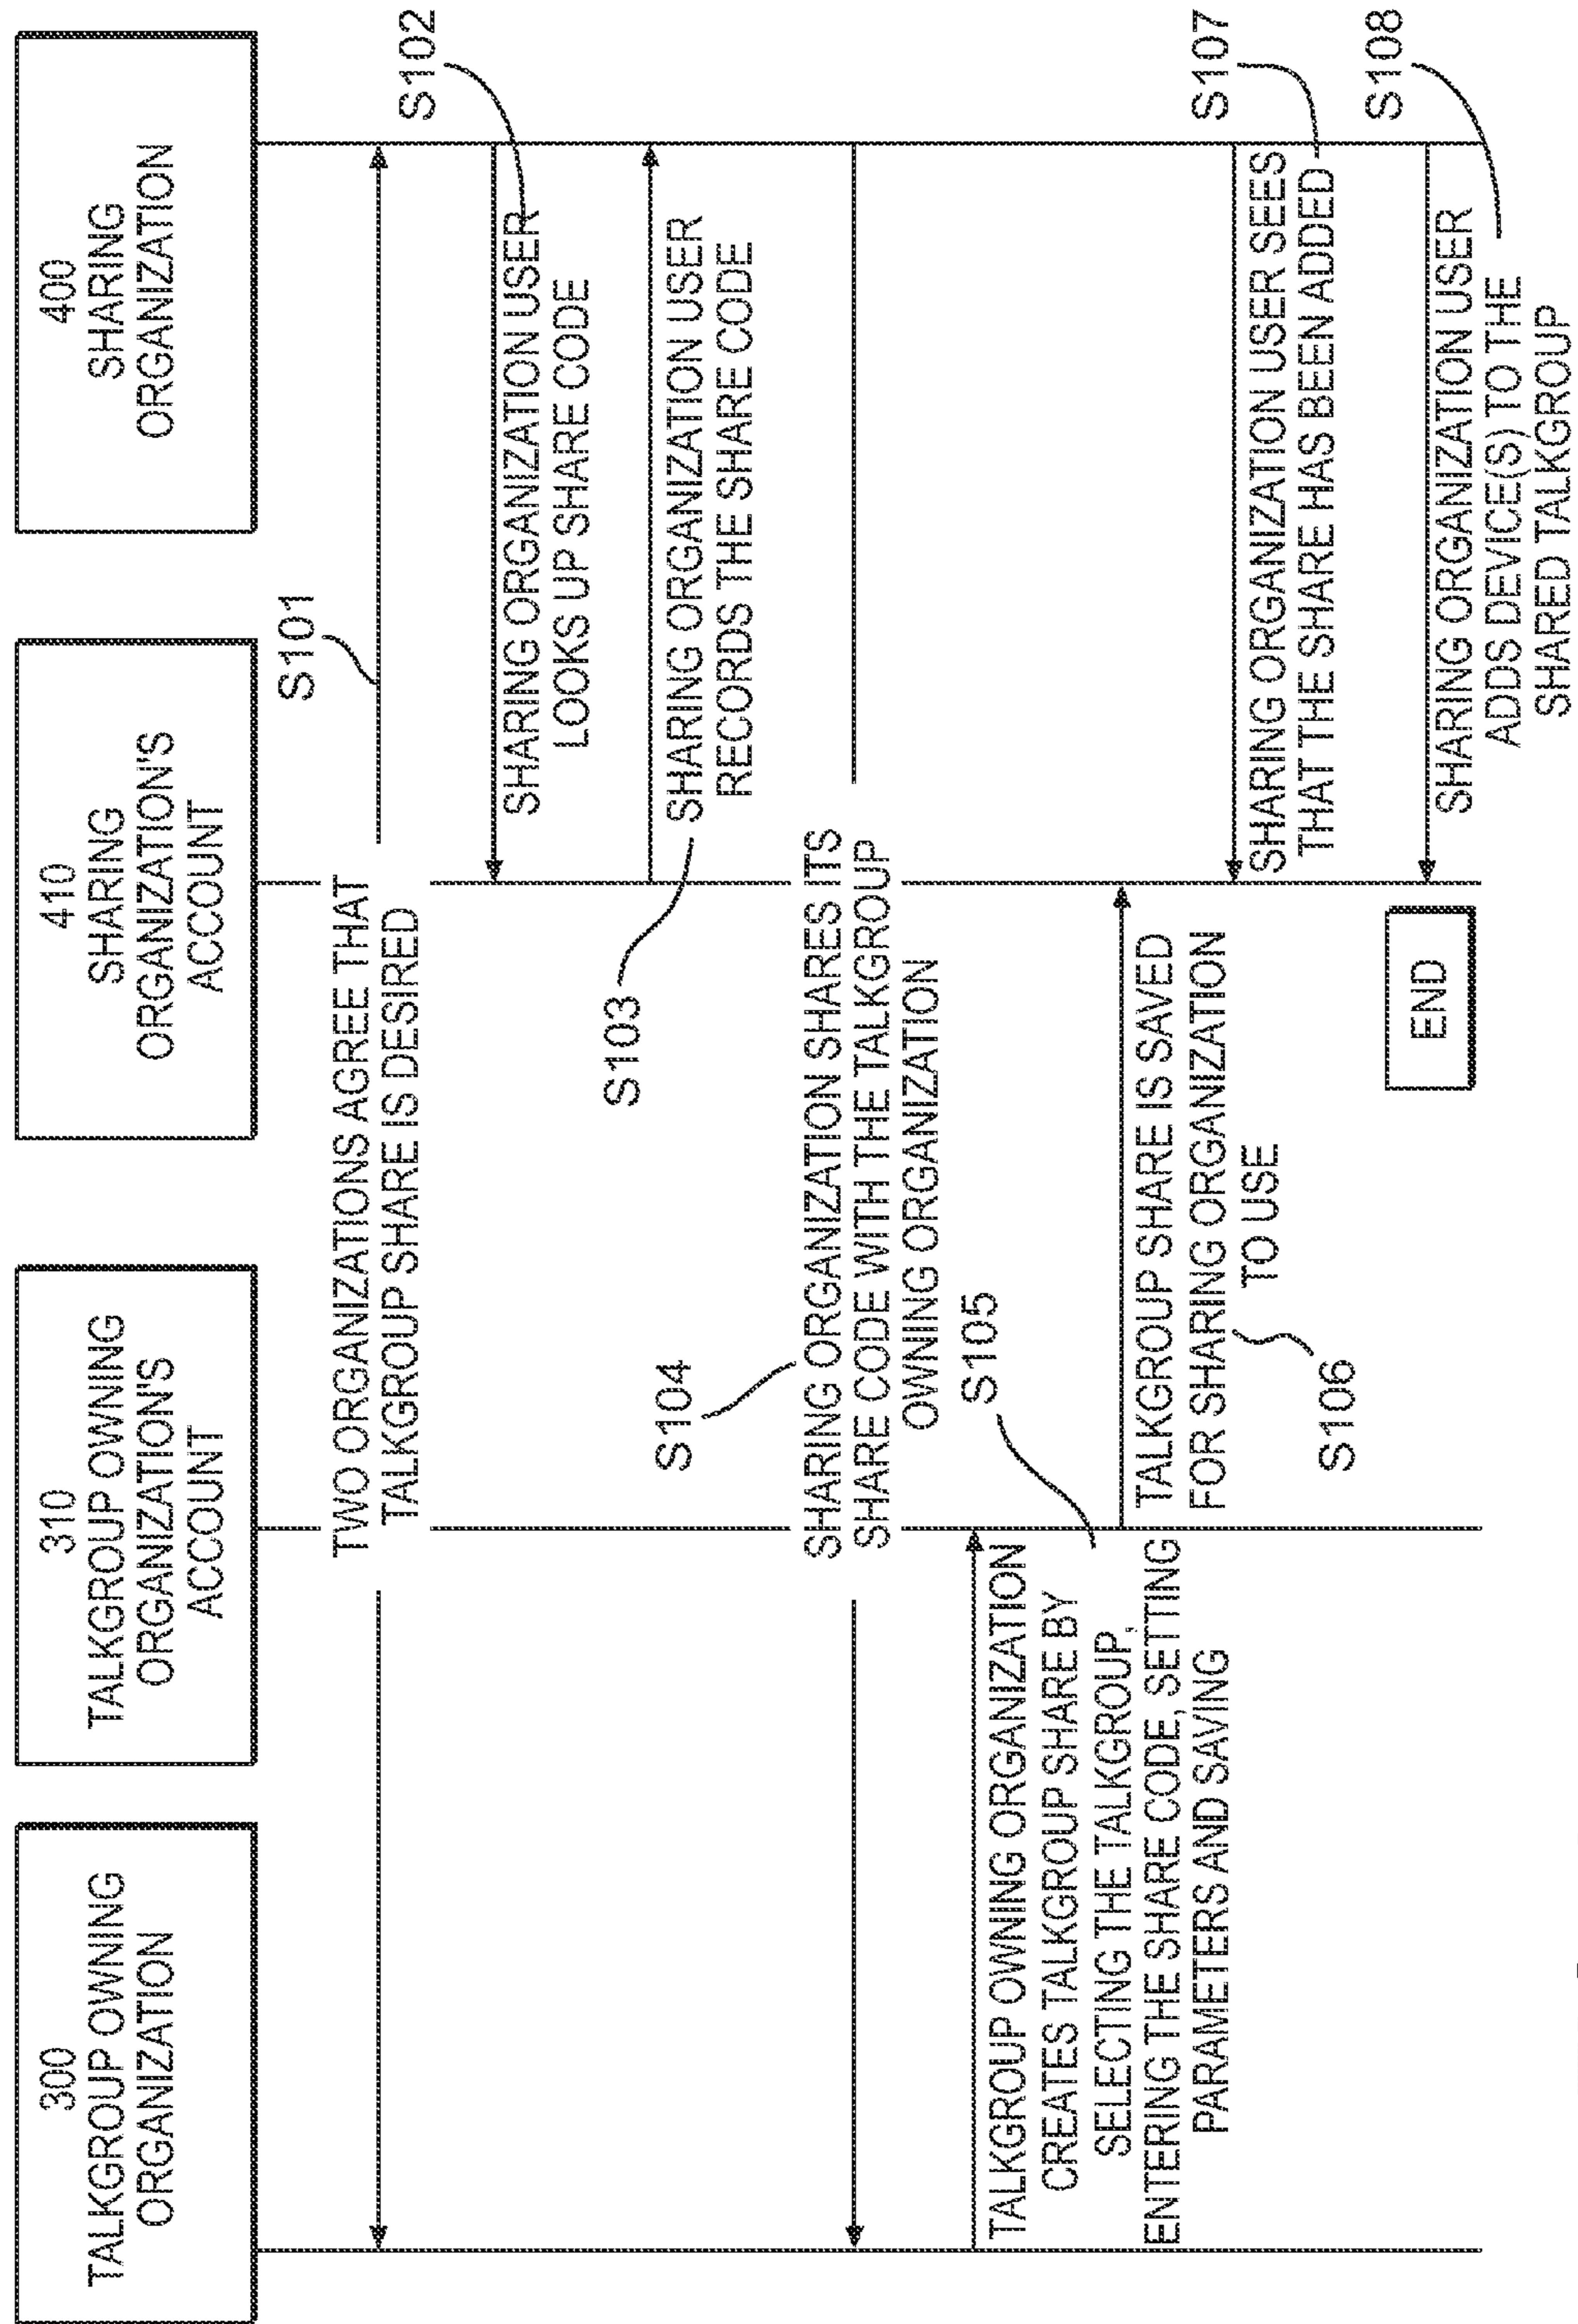 300
TALKGROUP OWNING
ORGANIZATION
310
TALKGROUP OWNING
ORGANIZATION'S
ACCOUNT
410
SHARING
ORGANIZATION'S
ACCOUNT
400
SHARING
ORGANIZATION
S101
TWO ORGANIZATIONS AGREE THAT
TALKGROUP SHARE IS DESIRED
S102
SHARING ORGANIZATION USER
LOOKS UP SHARE CODE
S103
SHARING ORGANIZATION USER
RECORDS THE SHARE CODE
S104
SHARING ORGANIZATION SHARES ITS
SHARE CODE WITH THE TALKGROUP
OWNING ORGANIZATION
S105
TALKGROUP OWNING ORGANIZATION
CREATES TALKGROUP SHARE BY
SELECTING THE TALKGROUP,
ENTERING THE SHARE CODE, SETTING
PARAMETERS AND SAVING
TALKGROUP SHARE IS SAVED
FOR SHARING ORGANIZATION
TO USE
S106
S107
SHARING ORGANIZATION USER SEES
THAT THE SHARE HAS BEEN ADDED
S108
SHARING ORGANIZATION USER
ADDS DEVICE(S) TO THE
SHARED TALKGROUP
END